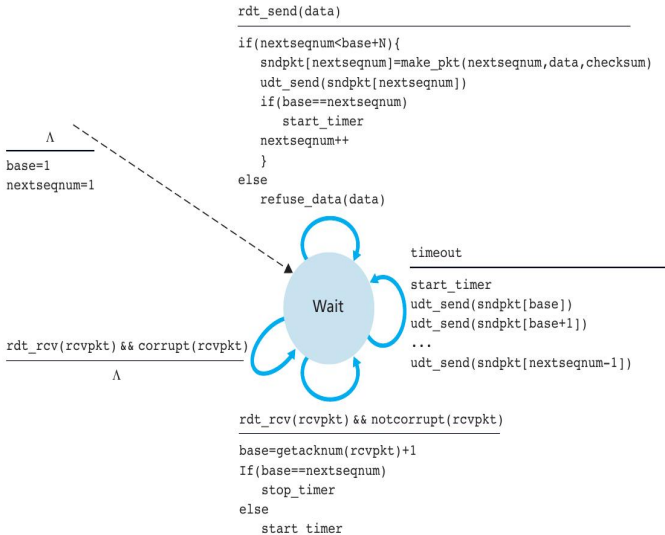 rdt_send(data)
if(nextseqnum<base+N){
sndpkt[nextseqnum]=make_pkt(nextseqnum,data,checksum)
udt_send(sndpkt[nextseqnum])
if(base==nextseqnum)
start_timer
nextseqnum++
}
else
refuse_data(data)
Λ
base=1
nextseqnum=1
timeout
start_timer
udt_send(sndpkt[base])
udt_send(sndpkt[base+1])
...
udt_send(sndpkt[nextseqnum-1])
Wait
rdt_rcv(rcvpkt) && corrupt(rcvpkt)
Λ
rdt_rcv(rcvpkt) && notcorrupt(rcvpkt)
base=getacknum(rcvpkt)+1
If(base==nextseqnum)
stop_timer
else
start_timer